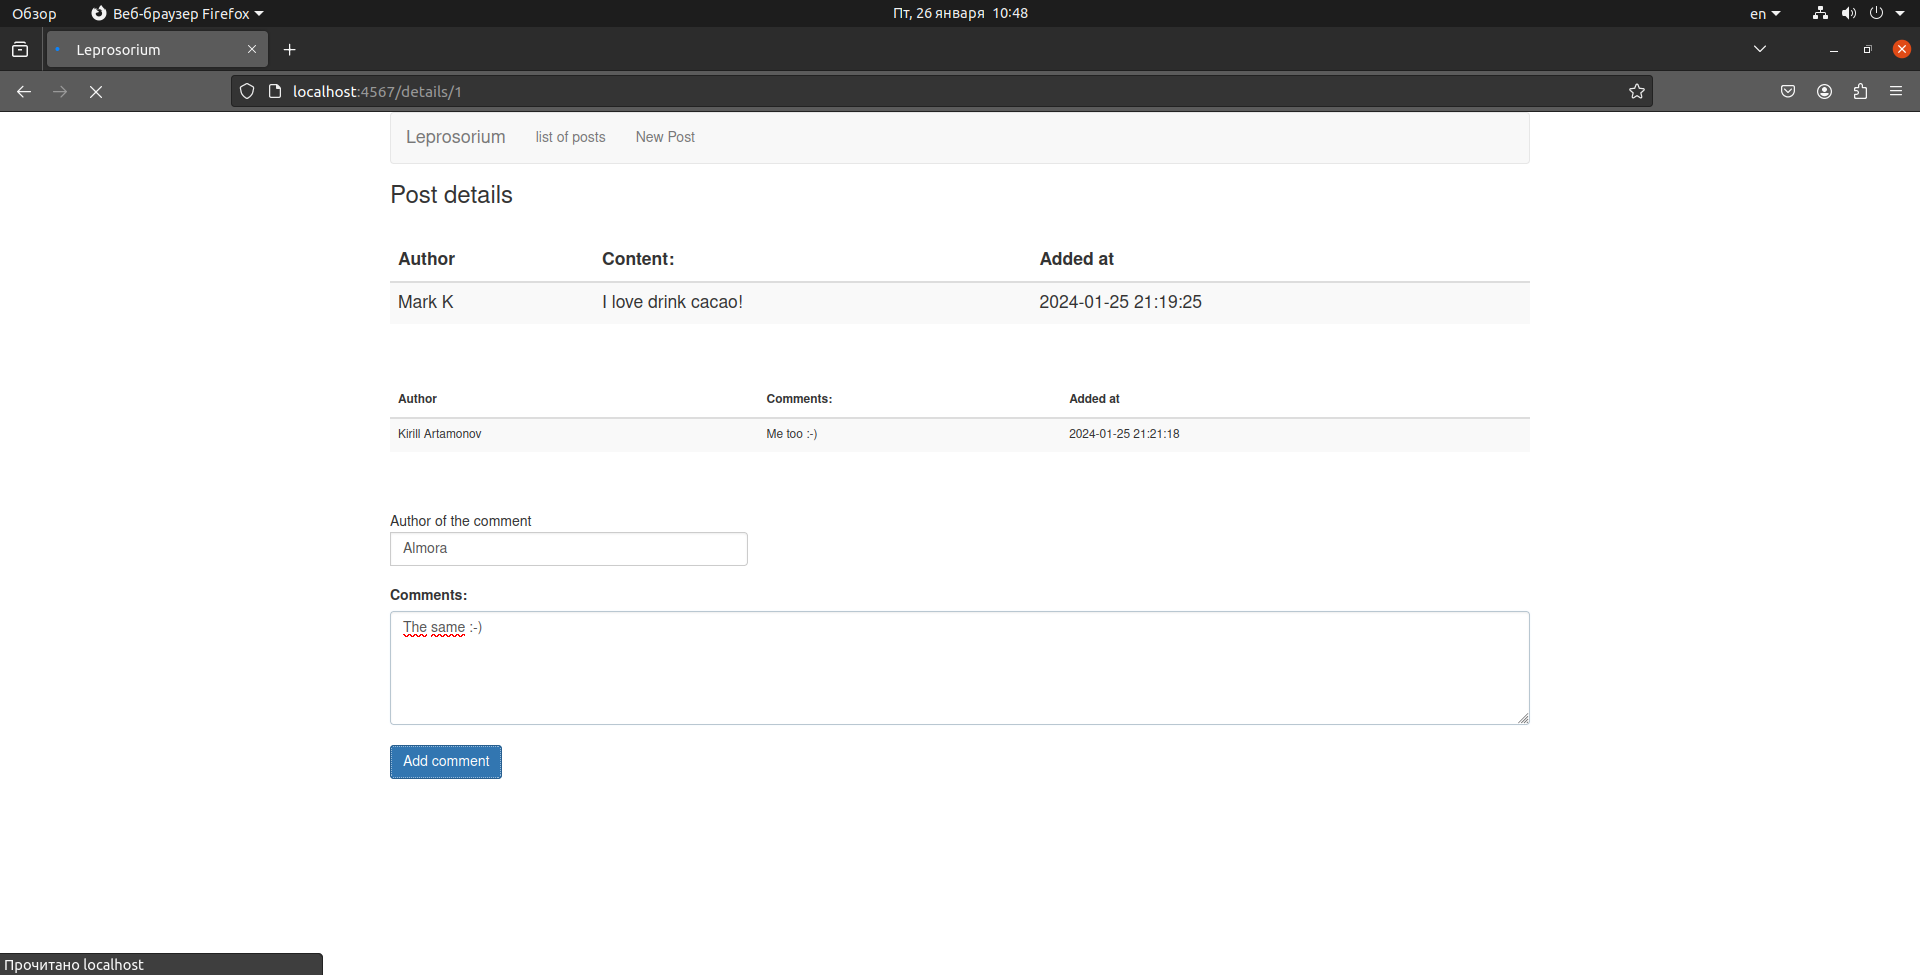 Обзор Веб-браузер Firefox Пт, 26 января 10:48 en
Leprosorium
localhost:4567/details/1
Leprosorium list of posts New Post
Post details
Author Content: Added at
Mark K I love drink cacao! 2024-01-25 21:19:25
Author Comments: Added at
Kirill Artamonov Me too :-) 2024-01-25 21:21:18
Author of the comment
Almora
Comments:
The same :-)
Add comment
Прочитано localhost